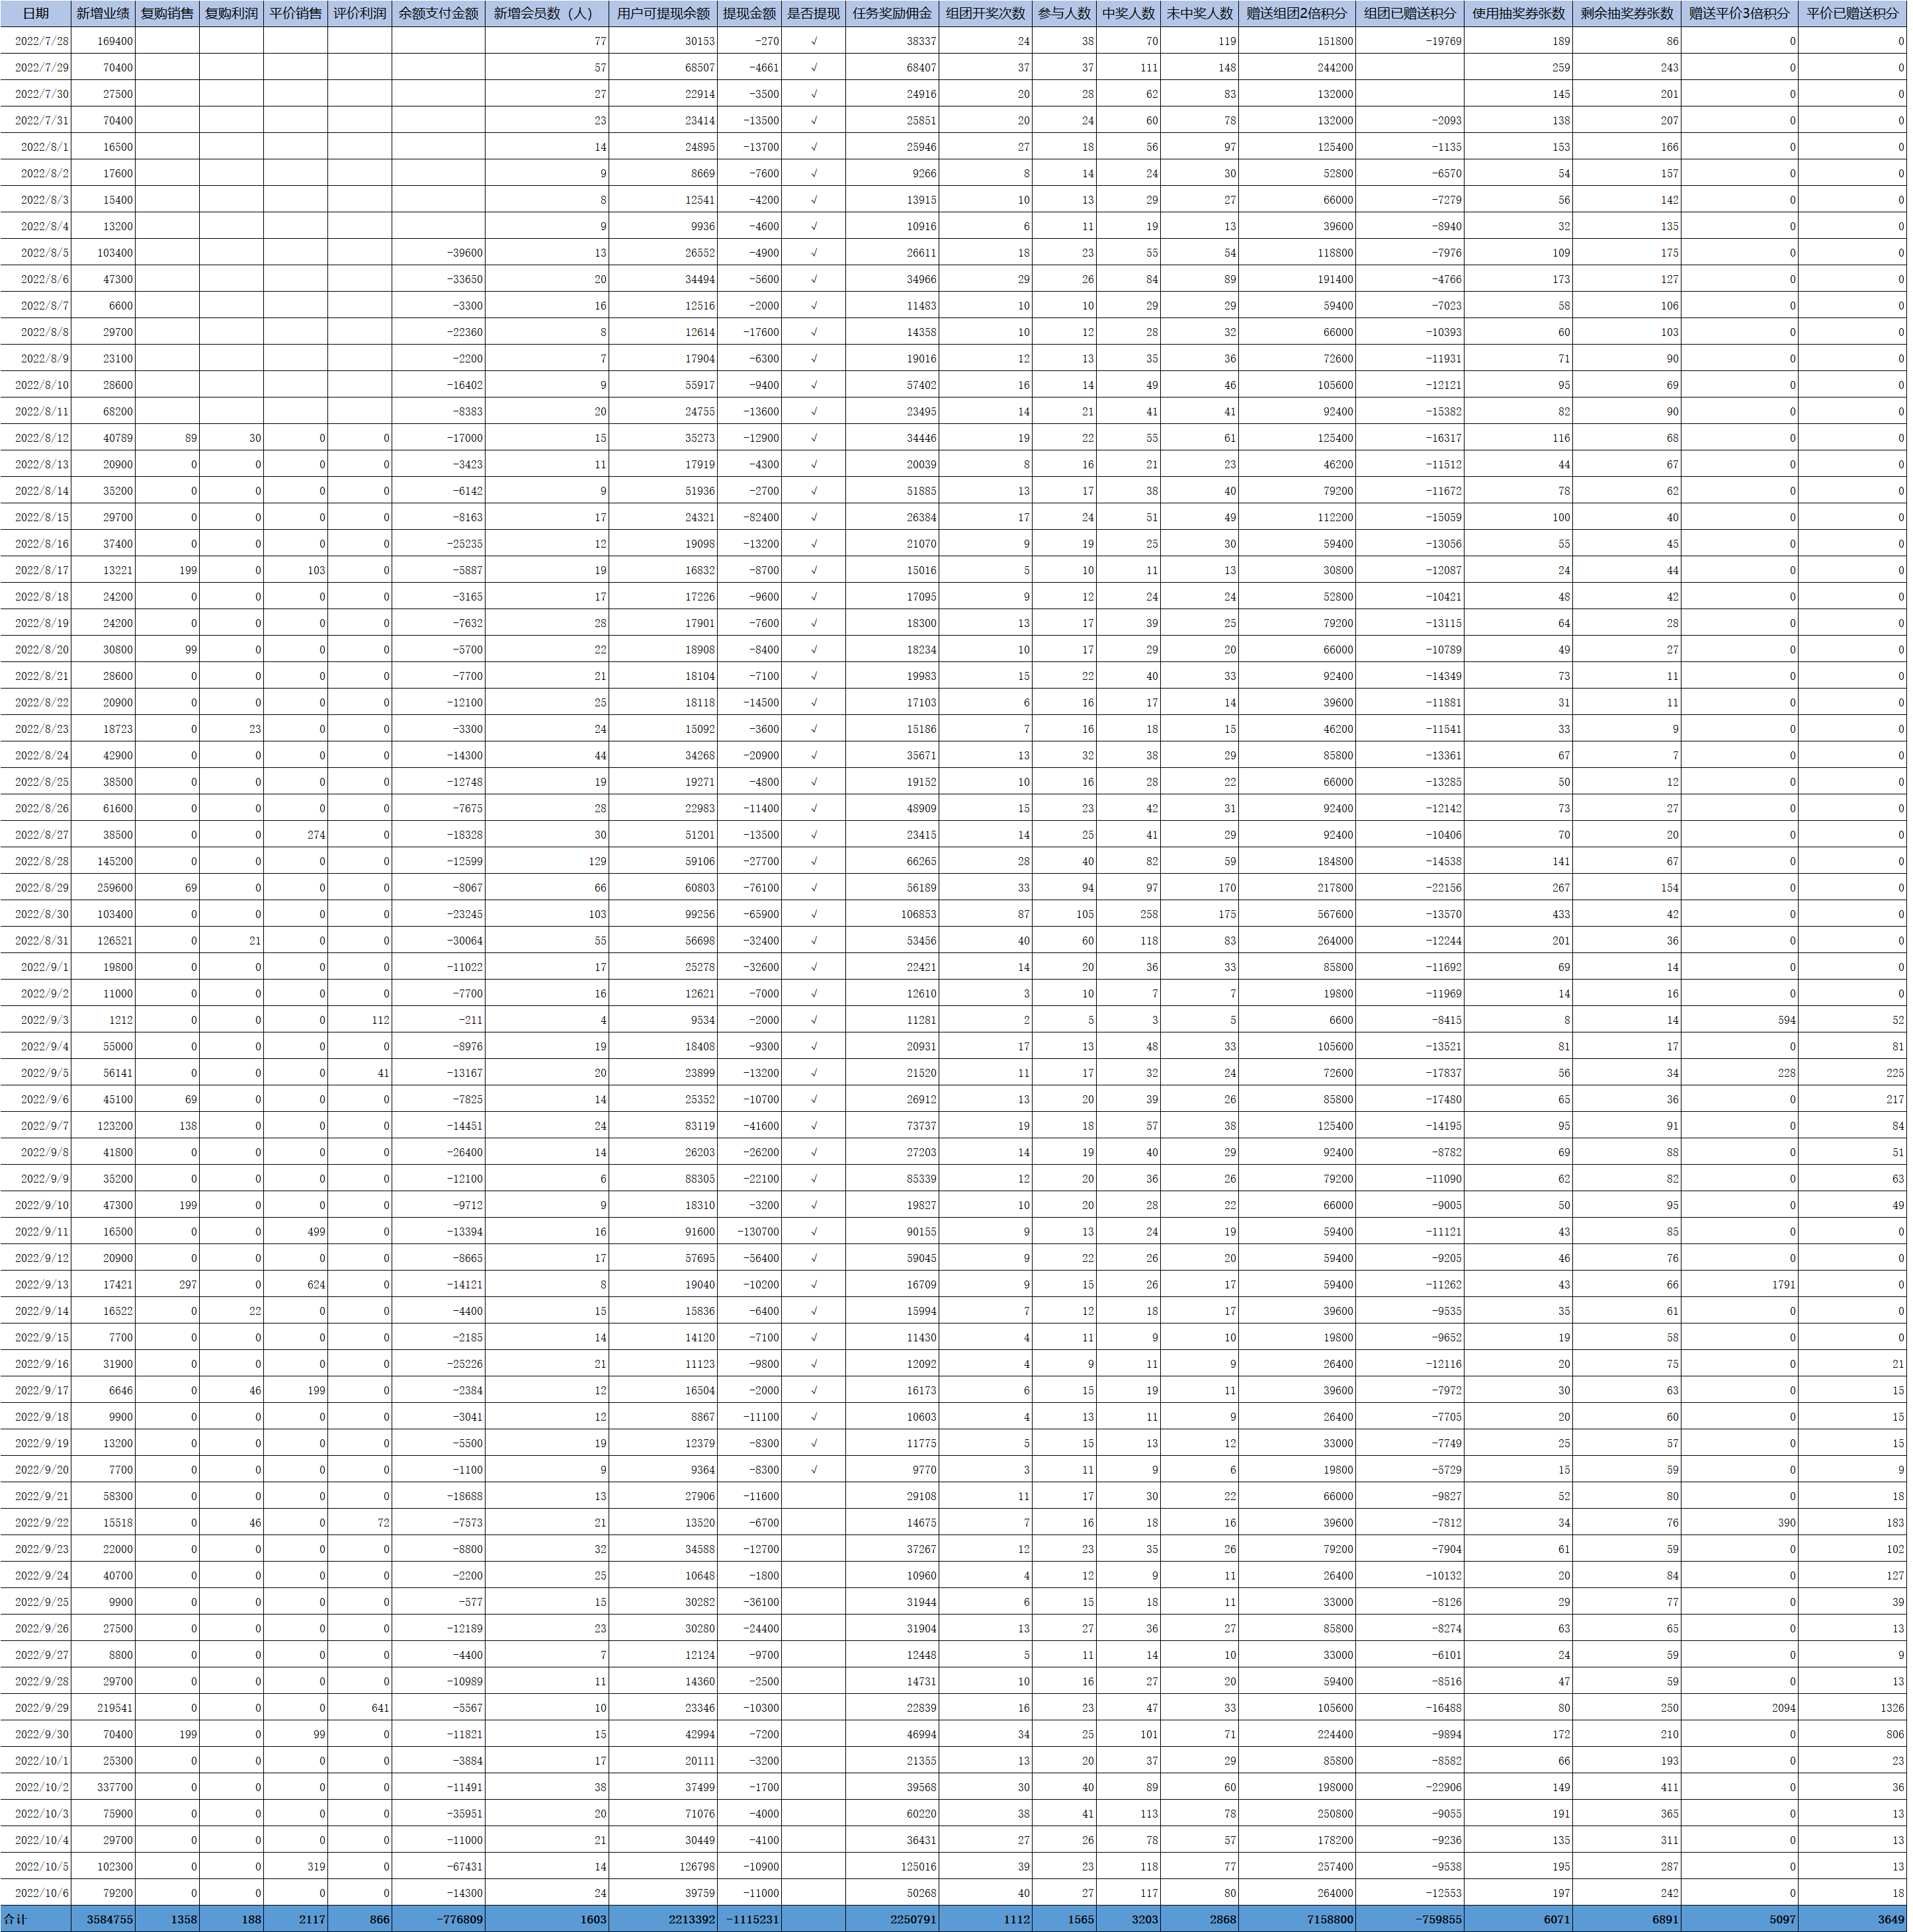 日期 新增业绩 复购销售 复购利润 平价销售 评价利润 余额支付金额 新增会员数（人） 用户可提现余额 提现金额 是否提现 任务奖励佣金 组团开奖次数 参与人数 中奖人数 未中奖人数 赠送组团2倍积分 组团已赠送积分 使用抽奖券张数 剩余抽奖券张数 赠送平价3倍积分 平价已赠送积分
2022/7/28 169400 77 30153 -270 √ 38337 24 38 70 119 151800 -19769 189 86 0 0
2022/7/29 70400 57 68507 -4661 √ 68407 37 37 111 148 244200 259 243 0 0
2022/7/30 27500 27 22914 -3500 √ 24916 20 28 62 83 132000 145 201 0 0
2022/7/31 70400 23 23414 -13500 √ 25851 20 24 60 78 132000 -2093 138 207 0 0
2022/8/1 16500 14 24895 -13700 √ 25946 27 18 56 97 125400 -1135 153 166 0 0
2022/8/2 17600 9 8669 -7600 √ 9266 8 14 24 30 52800 -6570 54 157 0 0
2022/8/3 15400 8 12541 -4200 √ 13915 10 13 29 27 66000 -7279 56 142 0 0
2022/8/4 13200 9 9936 -4600 √ 10916 6 11 19 13 39600 -8940 32 135 0 0
2022/8/5 103400 -39600 13 26552 -4900 √ 26611 18 23 55 54 118800 -7976 109 175 0 0
2022/8/6 47300 -33650 20 34494 -5600 √ 34966 29 26 84 89 191400 -4766 173 127 0 0
2022/8/7 6600 -3300 16 12516 -2000 √ 11483 10 10 29 29 59400 -7023 58 106 0 0
2022/8/8 29700 -22360 8 12614 -17600 √ 14358 10 12 28 32 66000 -10393 60 103 0 0
2022/8/9 23100 -2200 7 17904 -6300 √ 19016 12 13 35 36 72600 -11931 71 90 0 0
2022/8/10 28600 -16402 9 55917 -9400 √ 57402 16 14 49 46 105600 -12121 95 69 0 0
2022/8/11 68200 -8383 20 24755 -13600 √ 23495 14 21 41 41 92400 -15382 82 90 0 0
2022/8/12 40789 89 30 0 0 -17000 15 35273 -12900 √ 34446 19 22 55 61 125400 -16317 116 68 0 0
2022/8/13 20900 0 0 0 0 -3423 11 17919 -4300 √ 20039 8 16 21 23 46200 -11512 44 67 0 0
2022/8/14 35200 0 0 0 0 -6142 9 51936 -2700 √ 51885 13 17 38 40 79200 -11672 78 62 0 0
2022/8/15 29700 0 0 0 0 -8163 17 24321 -82400 √ 26384 17 24 51 49 112200 -15059 100 40 0 0
2022/8/16 37400 0 0 0 0 -25235 12 19098 -13200 √ 21070 9 19 25 30 59400 -13056 55 45 0 0
2022/8/17 13221 199 0 103 0 -5887 19 16832 -8700 √ 15016 5 10 11 13 30800 -12087 24 44 0 0
2022/8/18 24200 0 0 0 0 -3165 17 17226 -9600 √ 17095 9 12 24 24 52800 -10421 48 42 0 0
2022/8/19 24200 0 0 0 0 -7632 28 17901 -7600 √ 18300 13 17 39 25 79200 -13115 64 28 0 0
2022/8/20 30800 99 0 0 0 -5700 22 18908 -8400 √ 18234 10 17 29 20 66000 -10789 49 27 0 0
2022/8/21 28600 0 0 0 0 -7700 21 18104 -7100 √ 19983 15 22 40 33 92400 -14349 73 11 0 0
2022/8/22 20900 0 0 0 0 -12100 25 18118 -14500 √ 17103 6 16 17 14 39600 -11881 31 11 0 0
2022/8/23 18723 0 23 0 0 -3300 24 15092 -3600 √ 15186 7 16 18 15 46200 -11541 33 9 0 0
2022/8/24 42900 0 0 0 0 -14300 44 34268 -20900 √ 35671 13 32 38 29 85800 -13361 67 7 0 0
2022/8/25 38500 0 0 0 0 -12748 19 19271 -4800 √ 19152 10 16 28 22 66000 -13285 50 12 0 0
2022/8/26 61600 0 0 0 0 -7675 28 22983 -11400 √ 48909 15 23 42 31 92400 -12142 73 27 0 0
2022/8/27 38500 0 0 274 0 -18328 30 51201 -13500 √ 23415 14 25 41 29 92400 -10406 70 20 0 0
2022/8/28 145200 0 0 0 0 -12599 129 59106 -27700 √ 66265 28 40 82 59 184800 -14538 141 67 0 0
2022/8/29 259600 69 0 0 0 -8067 66 60803 -76100 √ 56189 33 94 97 170 217800 -22156 267 154 0 0
2022/8/30 103400 0 0 0 0 -23245 103 99256 -65900 √ 106853 87 105 258 175 567600 -13570 433 42 0 0
2022/8/31 126521 0 21 0 0 -30064 55 56698 -32400 √ 53456 40 60 118 83 264000 -12244 201 36 0 0
2022/9/1 19800 0 0 0 0 -11022 17 25278 -32600 √ 22421 14 20 36 33 85800 -11692 69 14 0 0
2022/9/2 11000 0 0 0 0 -7700 16 12621 -7000 √ 12610 3 10 7 7 19800 -11969 14 16 0 0
2022/9/3 1212 0 0 0 112 -211 4 9534 -2000 √ 11281 2 5 3 5 6600 -8415 8 14 594 52
2022/9/4 55000 0 0 0 0 -8976 19 18408 -9300 √ 20931 17 13 48 33 105600 -13521 81 17 0 81
2022/9/5 56141 0 0 0 41 -13167 20 23899 -13200 √ 21520 11 17 32 24 72600 -17837 56 34 228 225
2022/9/6 45100 69 0 0 0 -7825 14 25352 -10700 √ 26912 13 20 39 26 85800 -17480 65 36 0 217
2022/9/7 123200 138 0 0 0 -14451 24 83119 -41600 √ 73737 19 18 57 38 125400 -14195 95 91 0 84
2022/9/8 41800 0 0 0 0 -26400 14 26203 -26200 √ 27203 14 19 40 29 92400 -8782 69 88 0 51
2022/9/9 35200 0 0 0 0 -12100 6 88305 -22100 √ 85339 12 20 36 26 79200 -11090 62 82 0 63
2022/9/10 47300 199 0 0 0 -9712 9 18310 -3200 √ 19827 10 20 28 22 66000 -9005 50 95 0 49
2022/9/11 16500 0 0 499 0 -13394 16 91600 -130700 √ 90155 9 13 24 19 59400 -11121 43 85 0 0
2022/9/12 20900 0 0 0 0 -8665 17 57695 -56400 √ 59045 9 22 26 20 59400 -9205 46 76 0 0
2022/9/13 17421 297 0 624 0 -14121 8 19040 -10200 √ 16709 9 15 26 17 59400 -11262 43 66 1791 0
2022/9/14 16522 0 22 0 0 -4400 15 15836 -6400 √ 15994 7 12 18 17 39600 -9535 35 61 0 0
2022/9/15 7700 0 0 0 0 -2185 14 14120 -7100 √ 11430 4 11 9 10 19800 -9652 19 58 0 0
2022/9/16 31900 0 0 0 0 -25226 21 11123 -9800 √ 12092 4 9 11 9 26400 -12116 20 75 0 21
2022/9/17 6646 0 46 199 0 -2384 12 16504 -2000 √ 16173 6 15 19 11 39600 -7972 30 63 0 15
2022/9/18 9900 0 0 0 0 -3041 12 8867 -11100 √ 10603 4 13 11 9 26400 -7705 20 60 0 15
2022/9/19 13200 0 0 0 0 -5500 19 12379 -8300 √ 11775 5 15 13 12 33000 -7749 25 57 0 15
2022/9/20 7700 0 0 0 0 -1100 9 9364 -8300 √ 9770 3 11 9 6 19800 -5729 15 59 0 9
2022/9/21 58300 0 0 0 0 -18688 13 27906 -11600 29108 11 17 30 22 66000 -9827 52 80 0 18
2022/9/22 15518 0 46 0 72 -7573 21 13520 -6700 14675 7 16 18 16 39600 -7812 34 76 390 183
2022/9/23 22000 0 0 0 0 -8800 32 34588 -12700 37267 12 23 35 26 79200 -7904 61 59 0 102
2022/9/24 40700 0 0 0 0 -2200 25 10648 -1800 10960 4 12 9 11 26400 -10132 20 84 0 127
2022/9/25 9900 0 0 0 0 -577 15 30282 -36100 31944 6 15 18 11 33000 -8126 29 77 0 39
2022/9/26 27500 0 0 0 0 -12189 23 30280 -24400 31904 13 27 36 27 85800 -8274 63 65 0 13
2022/9/27 8800 0 0 0 0 -4400 7 12124 -9700 12448 5 11 14 10 33000 -6101 24 59 0 9
2022/9/28 29700 0 0 0 0 -10989 11 14360 -2500 14731 10 16 27 20 59400 -8516 47 59 0 13
2022/9/29 219541 0 0 0 641 -5567 10 23346 -10300 22839 16 23 47 33 105600 -16488 80 250 2094 1326
2022/9/30 70400 199 0 99 0 -11821 15 42994 -7200 46994 34 25 101 71 224400 -9894 172 210 0 806
2022/10/1 25300 0 0 0 0 -3884 17 20111 -3200 21355 13 20 37 29 85800 -8582 66 193 0 23
2022/10/2 337700 0 0 0 0 -11491 38 37499 -1700 39568 30 40 89 60 198000 -22906 149 411 0 36
2022/10/3 75900 0 0 0 0 -35951 20 71076 -4000 60220 38 41 113 78 250800 -9055 191 365 0 13
2022/10/4 29700 0 0 0 0 -11000 21 30449 -4100 36431 27 26 78 57 178200 -9236 135 311 0 13
2022/10/5 102300 0 0 319 0 -67431 14 126798 -10900 125016 39 23 118 77 257400 -9538 195 287 0 13
2022/10/6 79200 0 0 0 0 -14300 24 39759 -11000 50268 40 27 117 80 264000 -12553 197 242 0 18
合计 3584755 1358 188 2117 866 -776809 1603 2213392 -1115231 2250791 1112 1565 3203 2868 7158800 -759855 6071 6891 5097 3649